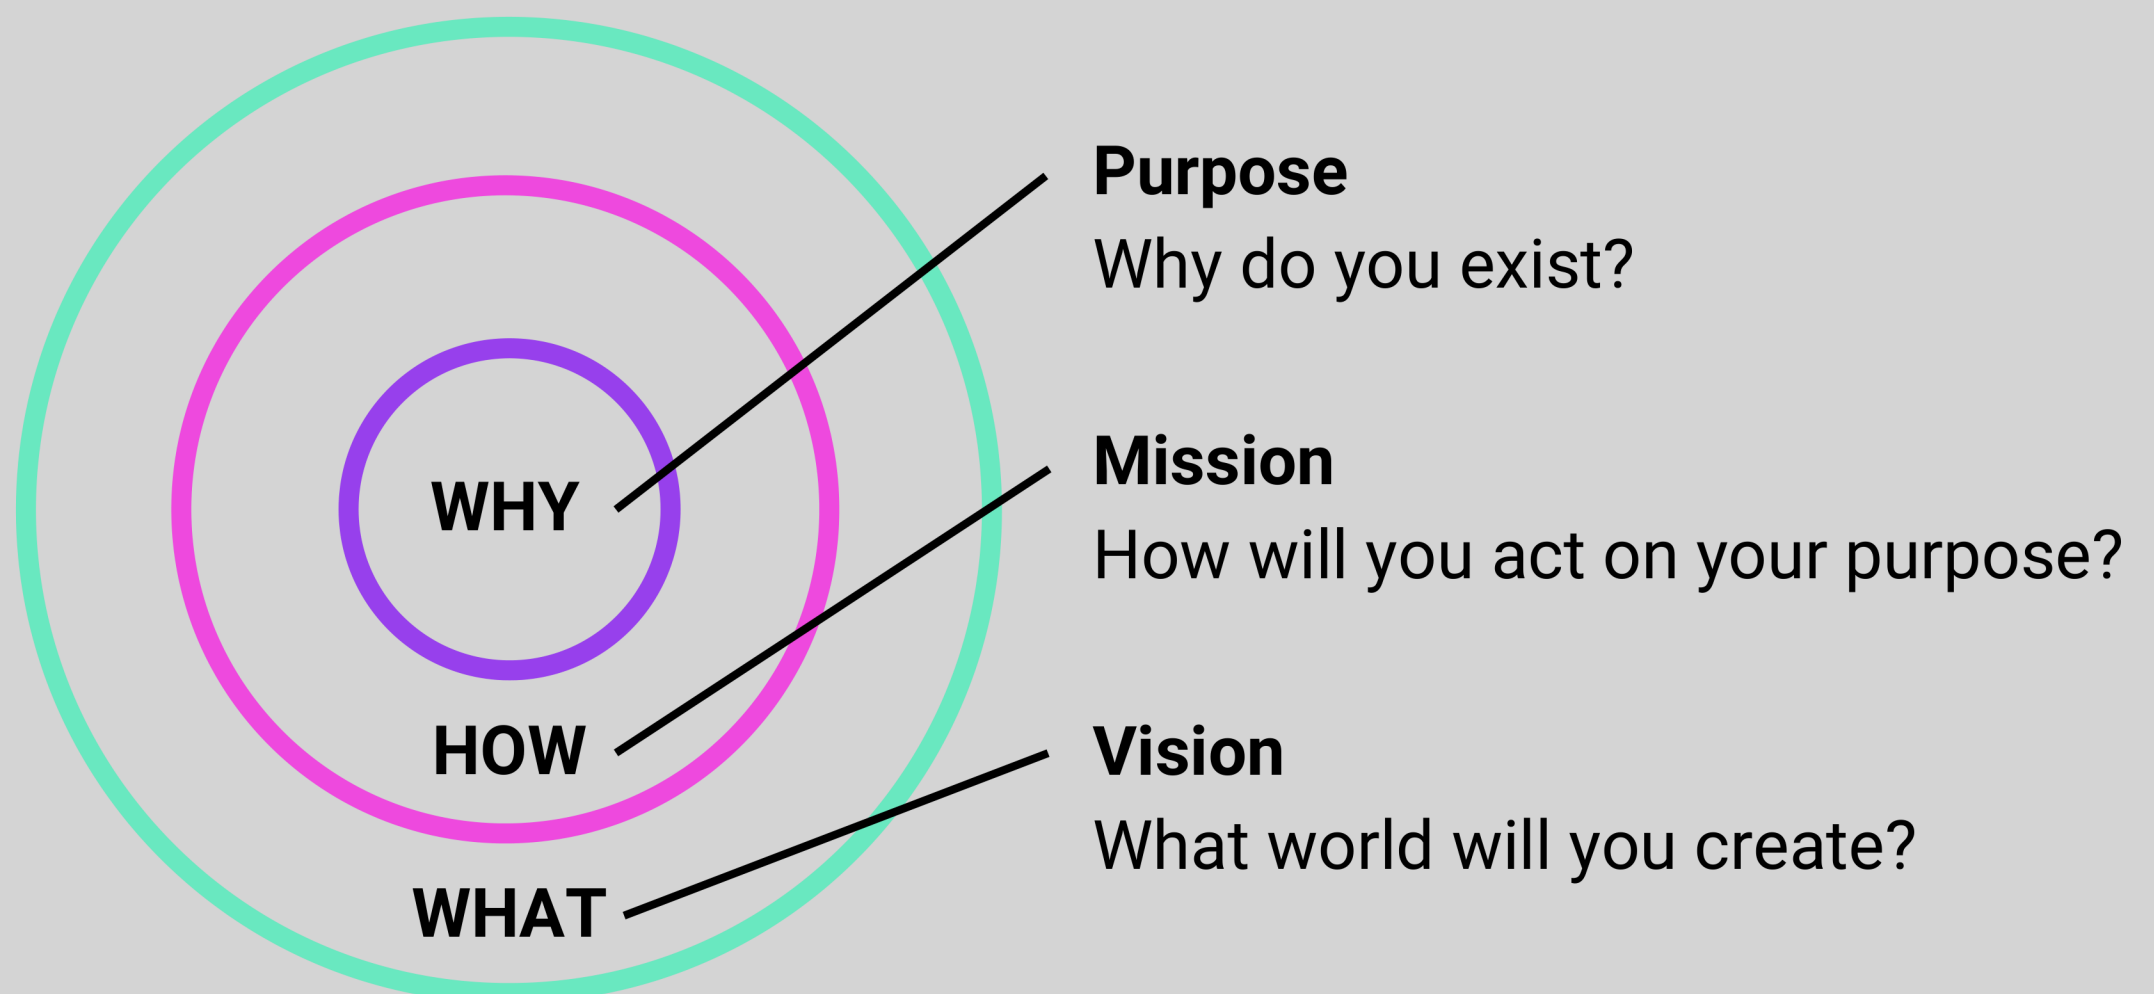 WHY
HOW
WHAT
Purpose
Why do you exist?
Mission
How will you act on your purpose?
Vision
What world will you create?